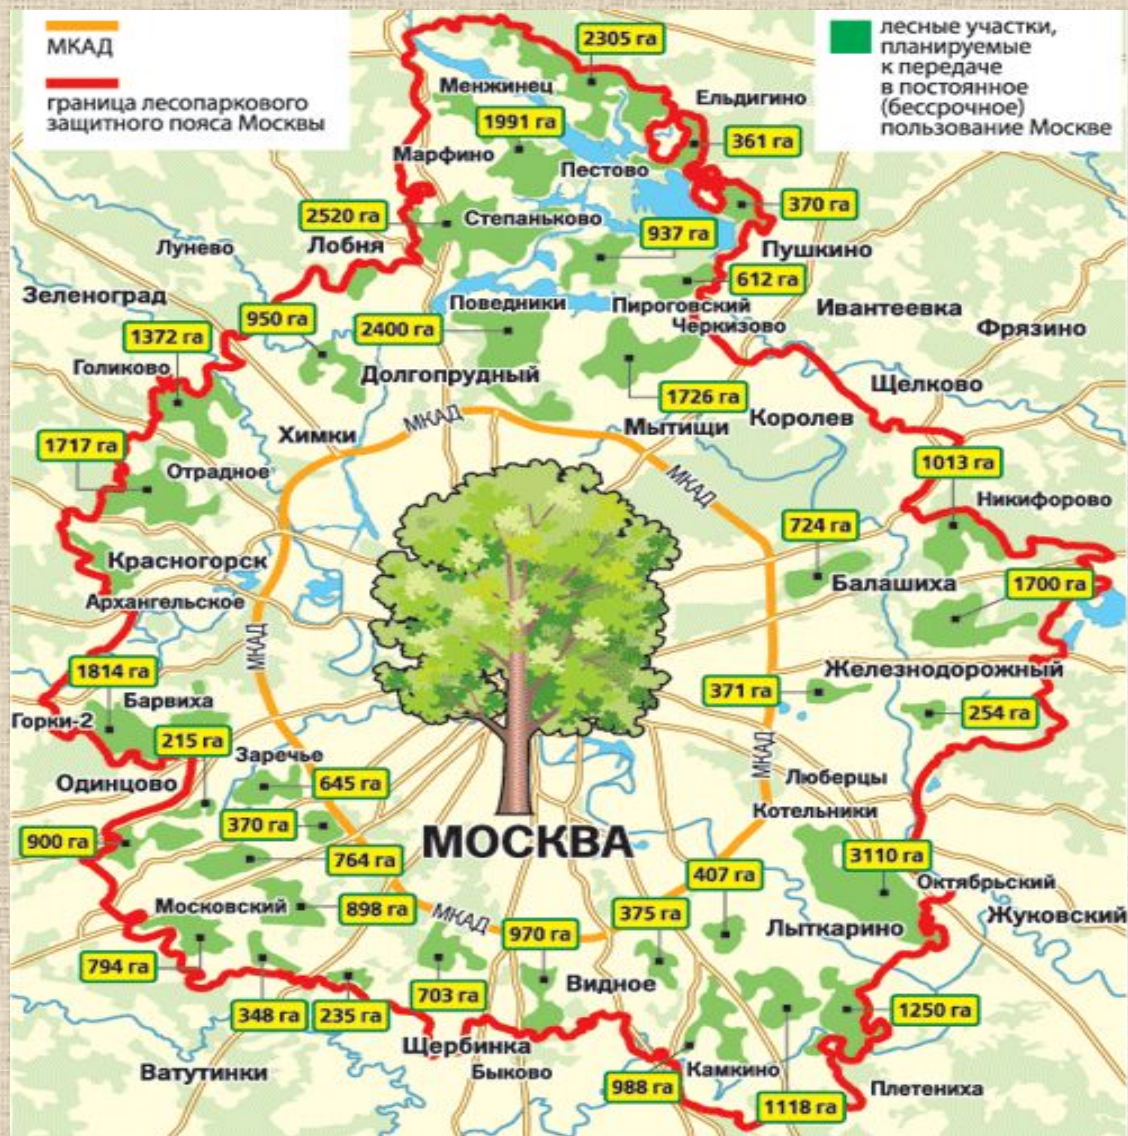 МКАД
граница лесопаркового
защитного пояса Москвы
лесные участки,
планируемые
к передаче
в постоянное
(бессрочное)
пользование Москве
2305 га
Менжинец
Ельдигино
1991 га
361 га
Марфино
Пестово
370 га
2520 га
Степаньково
937 га
Лунево
Лобня
Пушкино
612 га
Зеленоград
Поведники
Пироговский
Ивантеевка
950 га
2400 га
Черкизово
Фрязино
1372 га
Голиково
Долгопрудный
Щелково
1726 га
МКАД
Мытищи
Королев
1717 га
Химки
Отрадное
МКАД
1013 га
Никифорово
724 га
Красногорск
Балашиха
1700 га
Архангельское
МКАД
1814 га
Железнодорожный
Барвиха
371 га
Горки-2
254 га
215 га
Заречье
МКАД
Одинцово
645 га
Люберцы
370 га
Котельники
900 га
МОСКВА
764 га
3110 га
407 га
Октябрьский
Московский
898 га
МКАД
375 га
Жуковский
970 га
Лыткарино
794 га
703 га
Видное
348 га
235 га
1250 га
Щербинка
Ватутинки
Быково
Камкино
988 га
Плетениха
1118 га